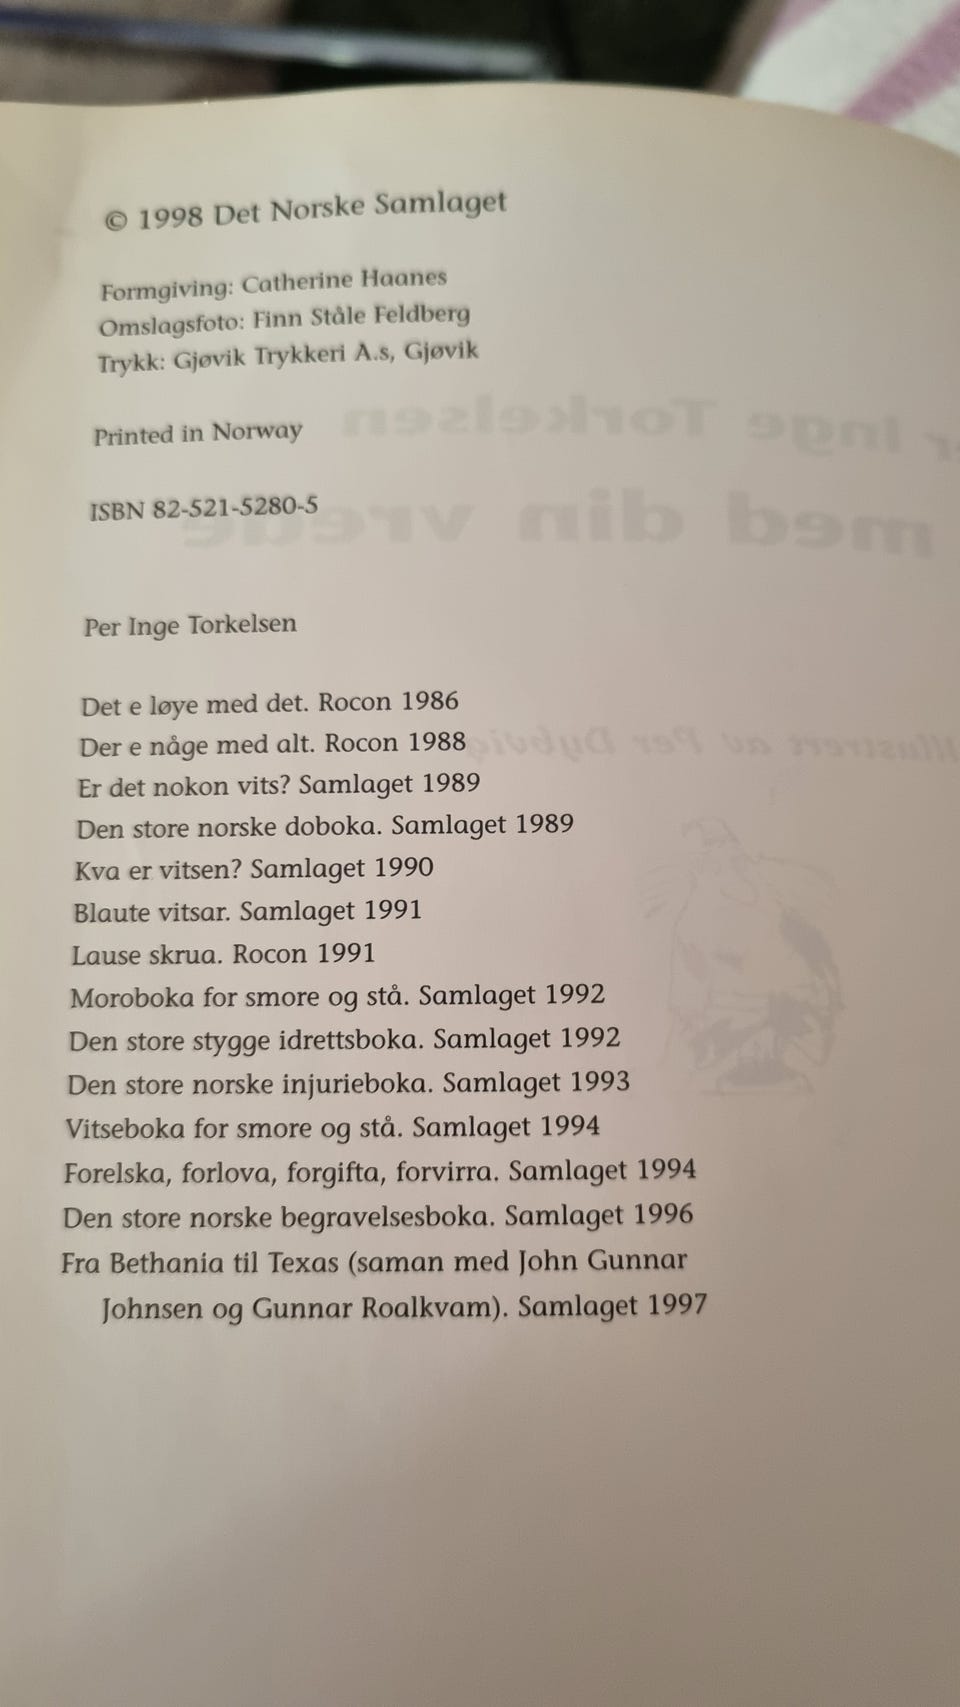 © 1998 Det Norske Samlaget
Formgiving: Catherine Haanes
Omslagsfoto: Finn Ståle Feldberg
Trykk: Gjøvik Trykkeri A.s, Gjøvik
Printed in Norway
ISBN 82-521-5280-5
Per Inge Torkelsen
Det e løye med det. Rocon 1986
Der e någe med alt. Rocon 1988
Er det nokon vits? Samlaget 1989
Den store norske doboka. Samlaget 1989
Kva er vitsen? Samlaget 1990
Blaute vitsar. Samlaget 1991
Lause skrua. Rocon 1991
Moroboka for smore og stå. Samlaget 1992
Den store stygge idrettsboka. Samlaget 1992
Den store norske injurieboka. Samlaget 1993
Vitseboka for smore og stå. Samlaget 1994
Forelska, forlova, forgifta, forvirra. Samlaget 1994
Den store norske begravelsesboka. Samlaget 1996
Fra Bethania til Texas (saman med John Gunnar
Johnsen og Gunnar Roalkvam). Samlaget 1997